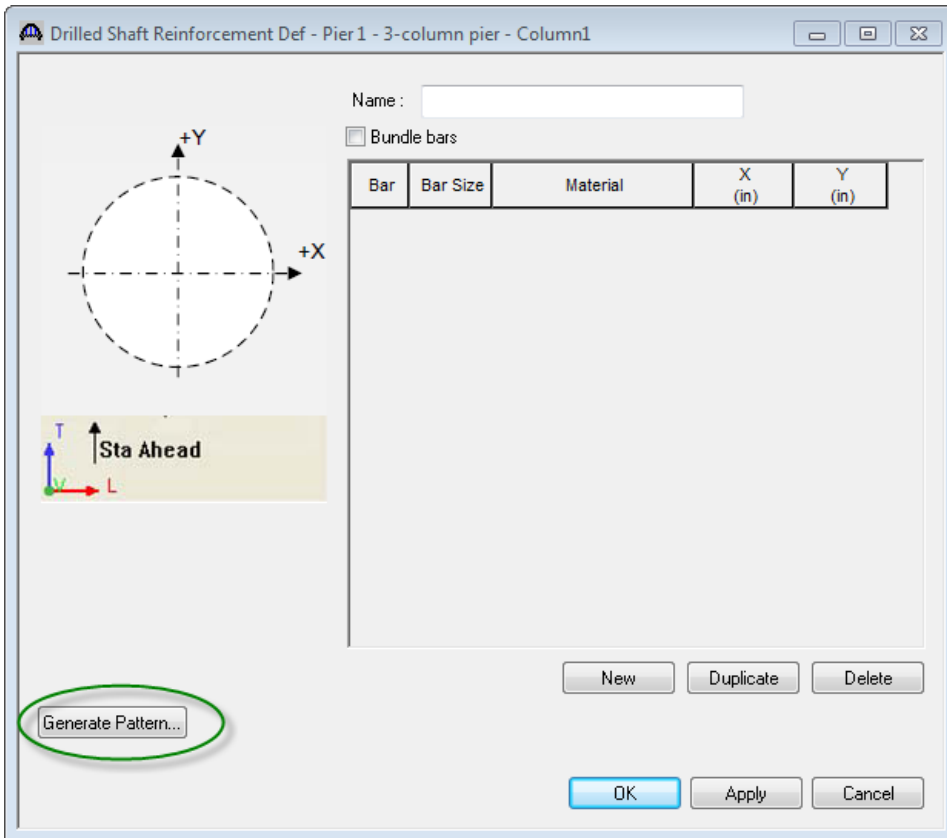 Drilled Shaft Reinforcement Def - Pier 1 - 3-column pier - Column1
Name :
Bundle bars
+Y
+X
Bar Bar Size Material X (in) Y (in)
T
Sta Ahead
V L
New Duplicate Delete
Generate Pattern...
OK Apply Cancel